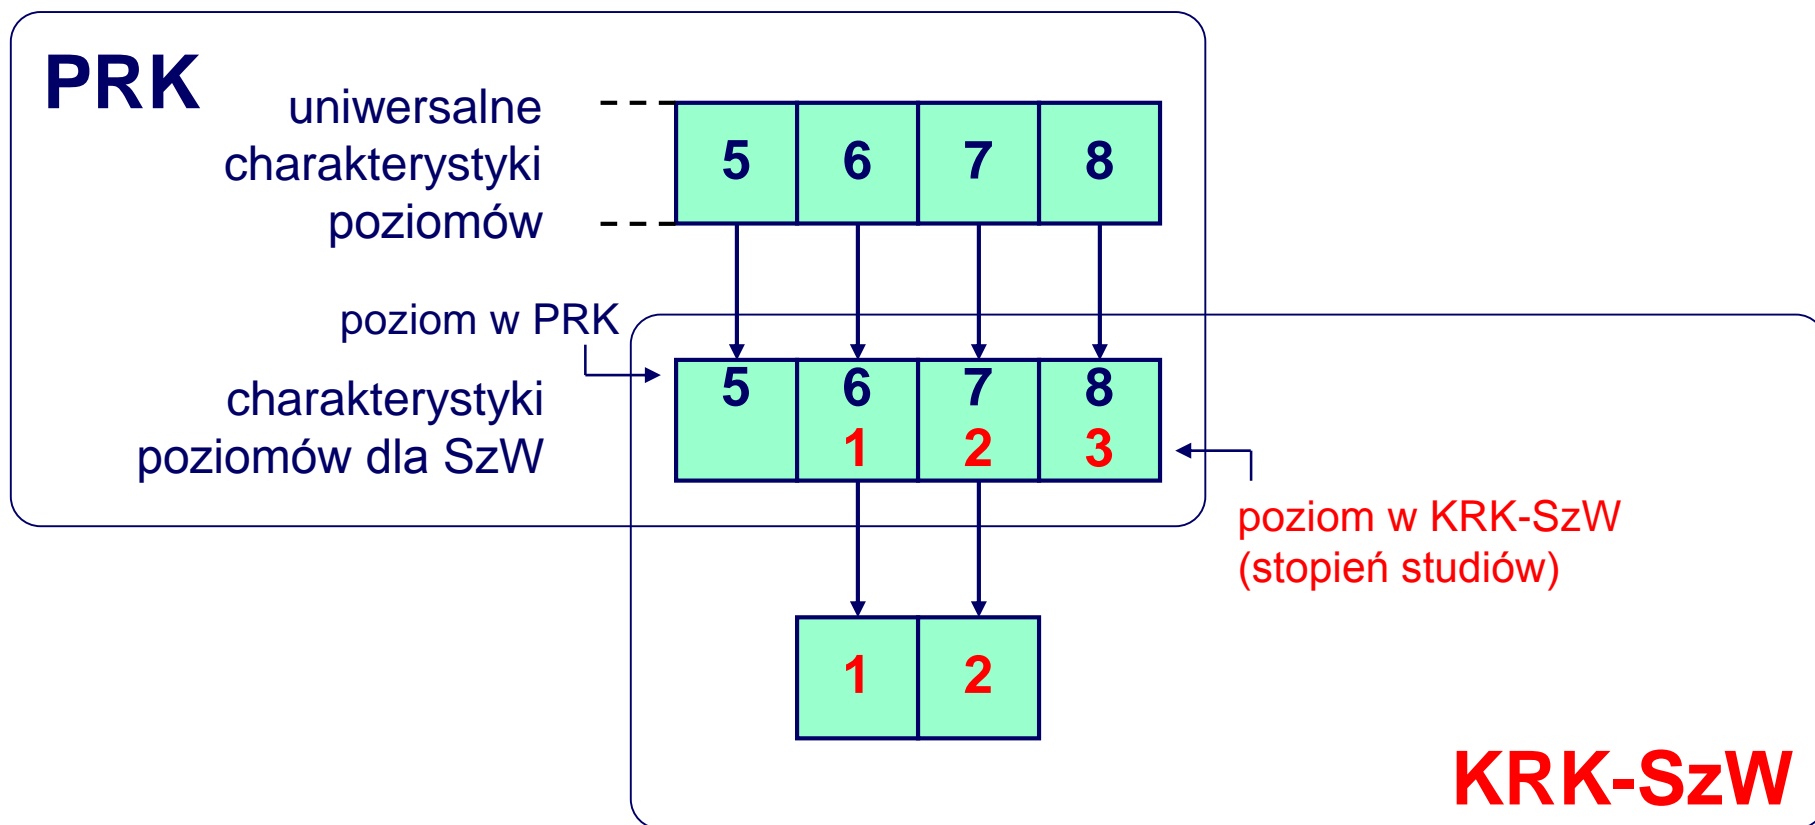 PRK
uniwersalne
charakterystyki
poziomów
5 6 7 8
poziom w PRK
charakterystyki
poziomów dla SzW
5 6 7 8
1 2 3
poziom w KRK-SzW
(stopień studiów)
1 2
KRK-SzW